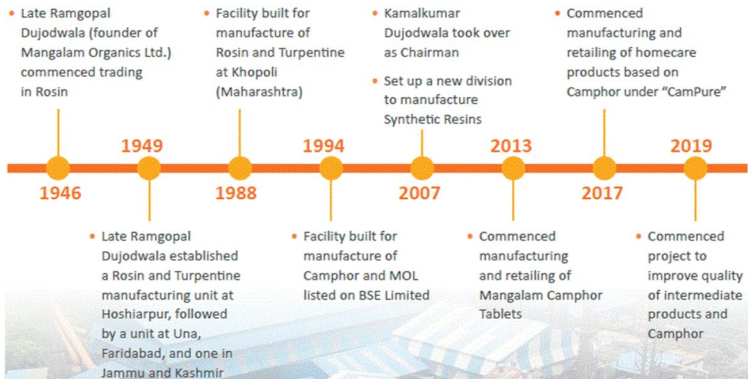 • Late Ramgopal
Dujodwala (founder of
Mangalam Organics Ltd.)
commenced trading
in Rosin
• Facility built for
manufacture of
Rosin and Turpentine
at Khopoli
(Maharashtra)
• Kamalkumar
Dujodwala took over
as Chairman
• Set up a new division
to manufacture
Synthetic Resins
• Commenced
manufacturing and
retailing of homecare
products based on
Camphor under “CamPure”
1949
1994
2013
2019
1946
1988
2007
2017
• Late Ramgopal
Dujodwala established
a Rosin and Turpentine
manufacturing unit at
Hoshiarpur, followed
by a unit at Una,
Faridabad, and one in
Jammu and Kashmir
• Facility built for
manufacture of
Camphor and MOL
listed on BSE Limited
• Commenced
manufacturing
and retailing of
Mangalam Camphor
Tablets
• Commenced
project to
improve quality
of intermediate
products and
Camphor